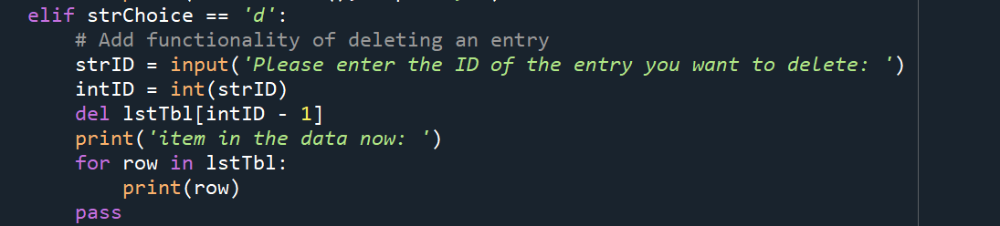 elif strChoice == 'd':
# Add functionality of deleting an entry
strID = input('Please enter the ID of the entry you want to delete: ')
intID = int(strID)
del lstTbl[intID - 1]
print('item in the data now: ')
for row in lstTbl:
print(row)
pass